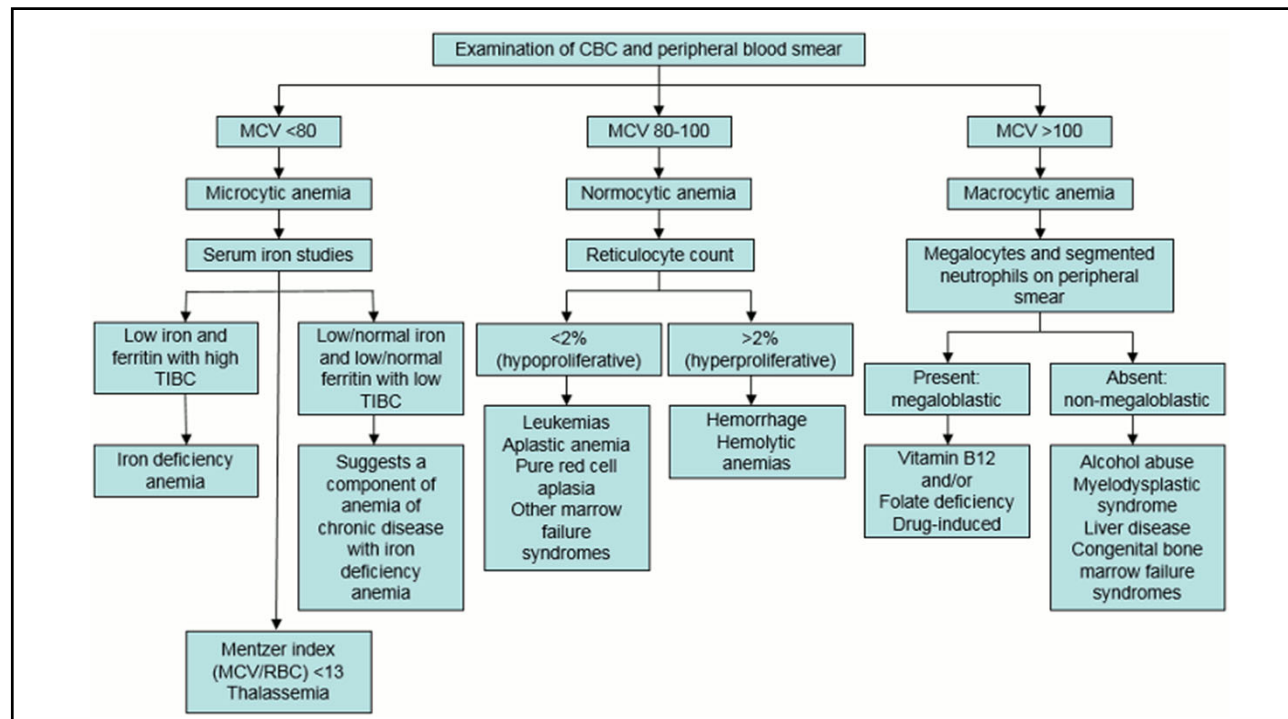 Examination of CBC and peripheral blood smear
MCV <80
MCV 80-100
MCV >100
Microcytic anemia
Normocytic anemia
Macrocytic anemia
Serum iron studies
Reticulocyte count
Megalocytes and segmented
neutrophils on peripheral
smear
Low iron and
ferritin with high
TIBC
Low/normal iron
and low/normal
ferritin with low
TIBC
<2%
(hypoproliferative)
>2%
(hyperproliferative)
Present:
megaloblastic
Absent:
non-megaloblastic
Iron deficiency
anemia
Suggests a
component of
anemia of
chronic disease
with iron
deficiency
anemia
Leukemias
Aplastic anemia
Pure red cell
aplasia
Other marrow
failure
syndromes
Hemorrhage
Hemolytic
anemias
Vitamin B12
and/or
Folate deficiency
Drug-induced
Alcohol abuse
Myelodysplastic
syndrome
Liver disease
Congenital bone
marrow failure
syndromes
Mentzer index
(MCV/RBC) <13
Thalassemia